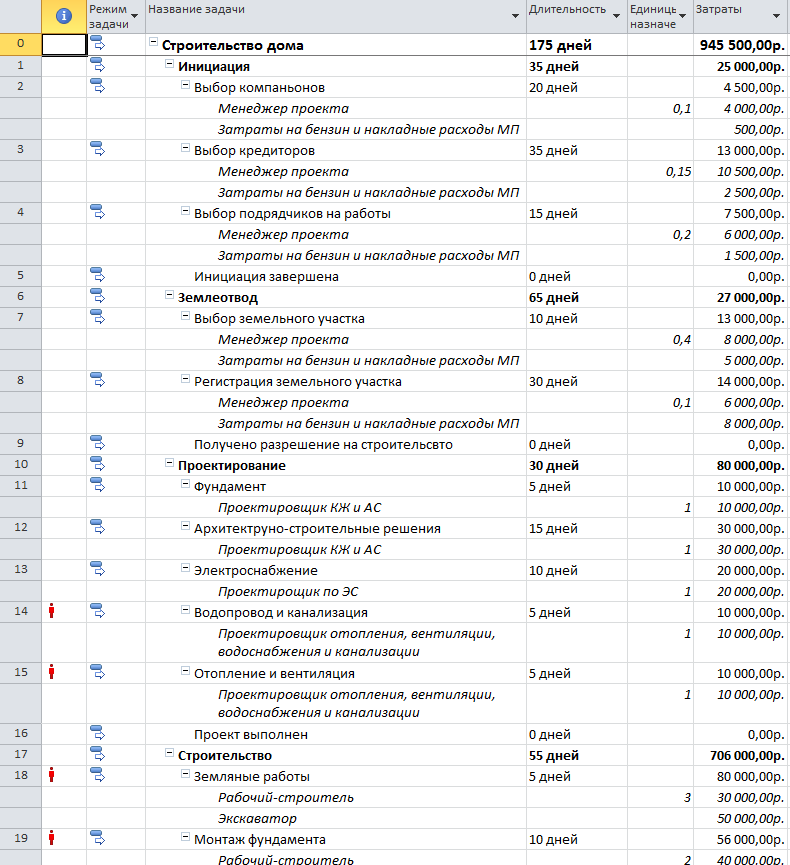 Режим задачи Название задачи Длительность Единиць назначе Затраты
0 Строительство дома 175 дней 945 500,00р.
1 Инициация 35 дней 25 000,00р.
2 Выбор компаньонов 20 дней 4 500,00р.
Менеджер проекта 0,1 4 000,00р.
Затраты на бензин и накладные расходы МП 500,00р.
3 Выбор кредиторов 35 дней 13 000,00р.
Менеджер проекта 0,15 10 500,00р.
Затраты на бензин и накладные расходы МП 2 500,00р.
4 Выбор подрядчиков на работы 15 дней 7 500,00р.
Менеджер проекта 0,2 6 000,00р.
Затраты на бензин и накладные расходы МП 1 500,00р.
5 Инициация завершена 0 дней 0,00р.
6 Землеотвод 65 дней 27 000,00р.
7 Выбор земельного участка 10 дней 13 000,00р.
Менеджер проекта 0,4 8 000,00р.
Затраты на бензин и накладные расходы МП 5 000,00р.
8 Регистрация земельного участка 30 дней 14 000,00р.
Менеджер проекта 0,1 6 000,00р.
Затраты на бензин и накладные расходы МП 8 000,00р.
9 Получено разрешение на строительсвто 0 дней 0,00р.
10 Проектирование 30 дней 80 000,00р.
11 Фундамент 5 дней 10 000,00р.
Проектировщик КЖ и АС 1 10 000,00р.
12 Архитектруно-строительные решения 15 дней 30 000,00р.
Проектировщик КЖ и АС 1 30 000,00р.
13 Электроснабжение 10 дней 20 000,00р.
Проектирощик по ЭС 1 20 000,00р.
14 Водопровод и канализация 5 дней 10 000,00р.
Проектировщик отопления, вентиляции, 1 10 000,00р.
водоснабжения и канализации
15 Отопление и вентиляция 5 дней 10 000,00р.
Проектировщик отопления, вентиляции, 1 10 000,00р.
водоснабжения и канализации
16 Проект выполнен 0 дней 0,00р.
17 Строительство 55 дней 706 000,00р.
18 Земляные работы 5 дней 80 000,00р.
Рабочий-строитель 3 30 000,00р.
Экскаватор 50 000,00р.
19 Монтаж фундамента 10 дней 56 000,00р.
Рабочий-строитель 2 40 000,00р.